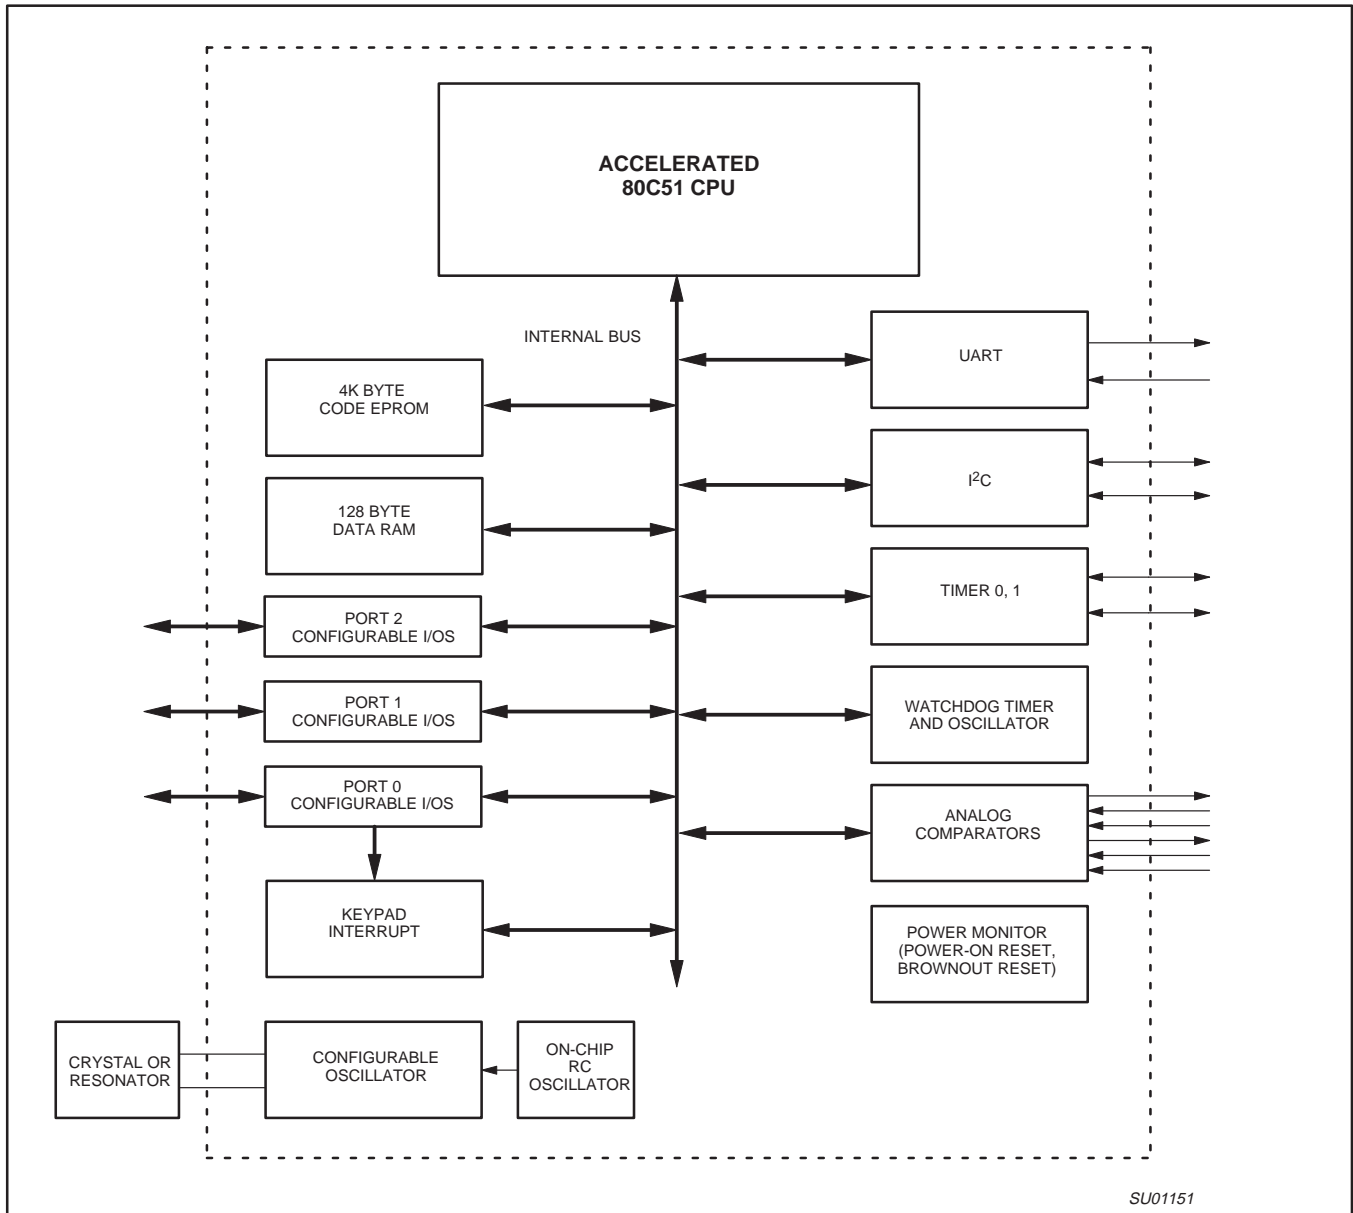 ACCELERATED
80C51 CPU
INTERNAL BUS
UART
4K BYTE
CODE EPROM
I²C
128 BYTE
DATA RAM
TIMER 0, 1
PORT 2
CONFIGURABLE I/OS
PORT 1
CONFIGURABLE I/OS
WATCHDOG TIMER
AND OSCILLATOR
PORT 0
CONFIGURABLE I/OS
ANALOG
COMPARATORS
KEYPAD
INTERRUPT
POWER MONITOR
(POWER-ON RESET,
BROWNOUT RESET)
CRYSTAL OR
RESONATOR
CONFIGURABLE
OSCILLATOR
ON-CHIP
RC
OSCILLATOR
SU01151